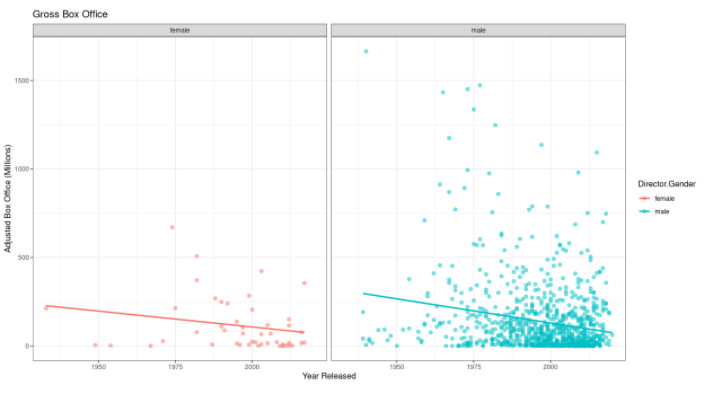 Gross Box Office
female
male
1500
1000
500
0
Adjusted Box Office (Millions)
1950
1975
2000
1950
1975
2000
Year Released
Director.Gender
female
male